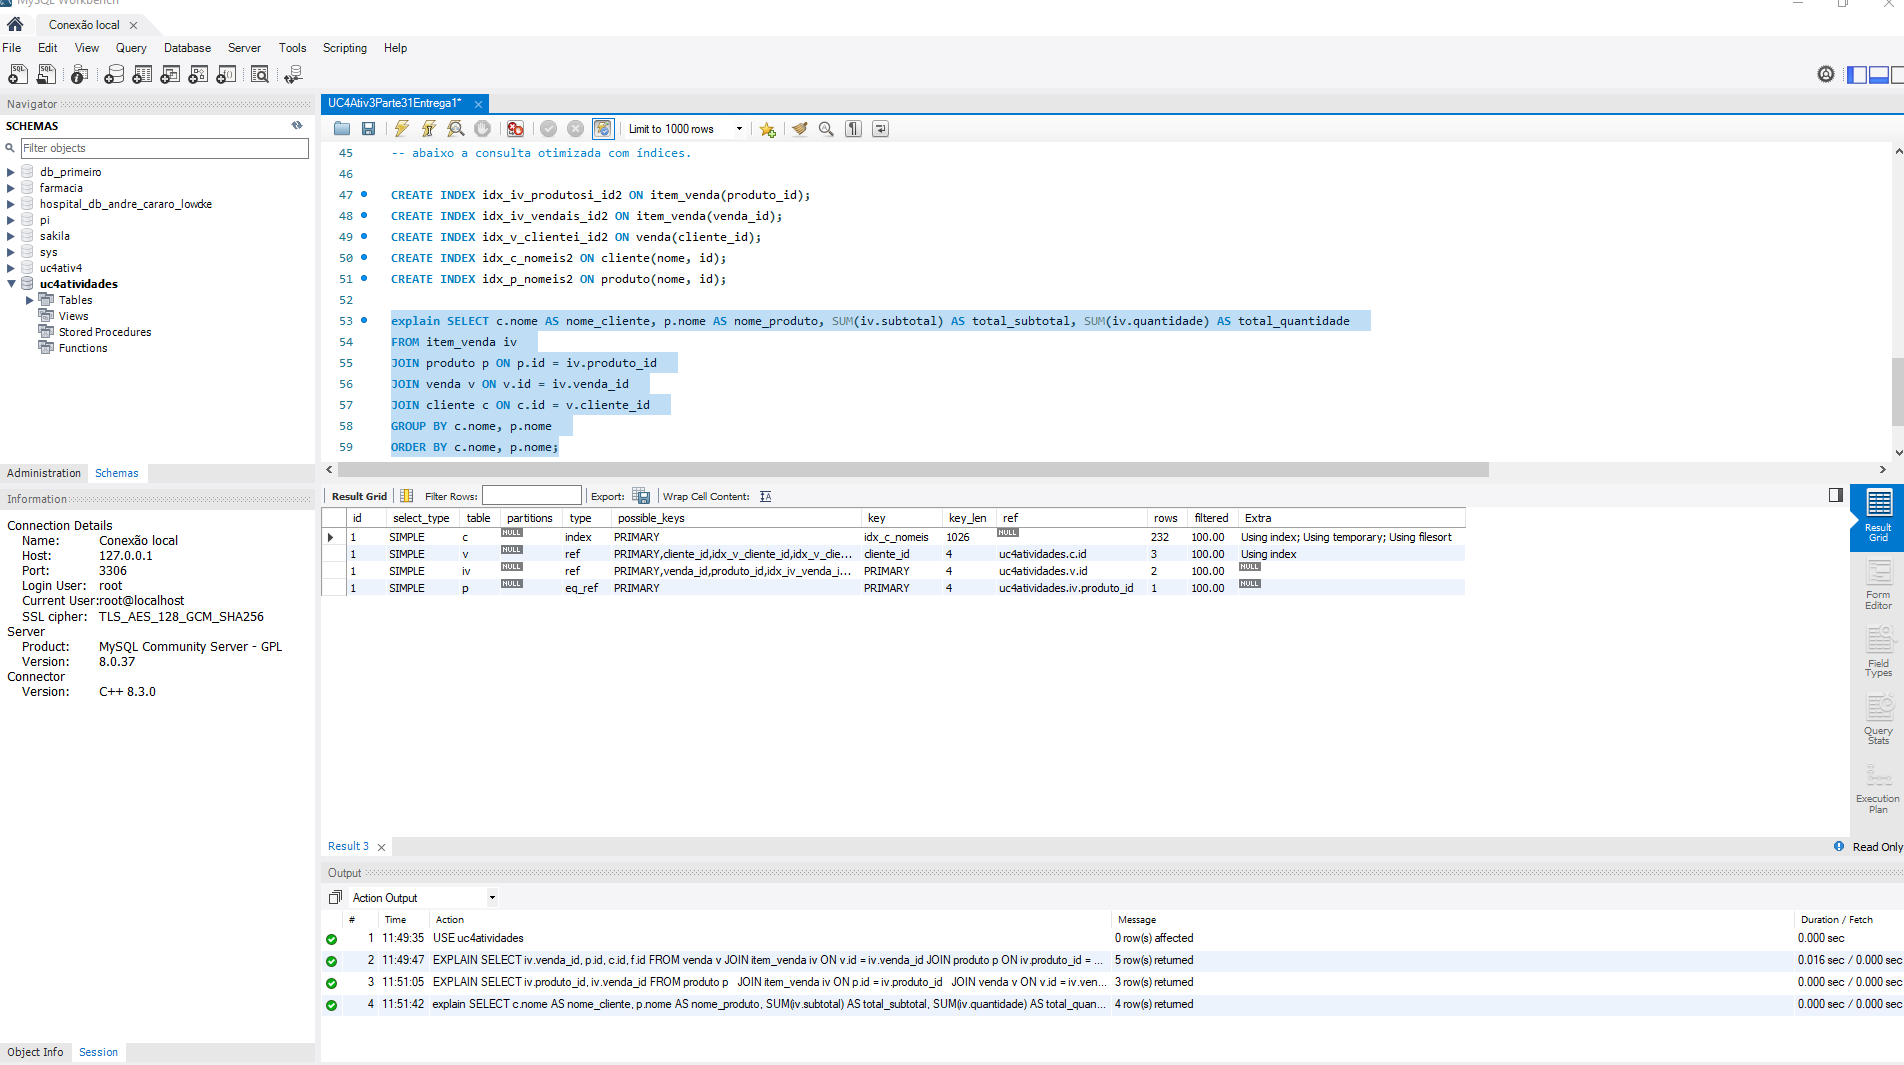 MySQL Workbench
Conexão local
File Edit View Query Database Server Tools Scripting Help
Navigator
SCHEMAS
Filter objects
db_primeiro
farmacia
hospital_db_andre_cararo_lowcke
pi
sakila
sys
uc4ativ4
uc4atividades
Tables
Views
Stored Procedures
Functions
Administration Schemas
Information
Connection Details
Name: Conexão local
Host: 127.0.0.1
Port: 3306
Login User: root
Current User:root@localhost
SSL cipher: TLS_AES_128_GCM_SHA256
Server
Product: MySQL Community Server - GPL
Version: 8.0.37
Connector
Version: C++ 8.3.0
Object Info Session
UC4Ativ3Parte31Entrega1*
Limit to 1000 rows
45 -- abaixo a consulta otimizada com índices.
46
47 CREATE INDEX idx_iv_produtosi_id2 ON item_venda(produto_id);
48 CREATE INDEX idx_iv_vendais_id2 ON item_venda(venda_id);
49 CREATE INDEX idx_v_clientei_id2 ON venda(cliente_id);
50 CREATE INDEX idx_c_nomeis2 ON cliente(nome, id);
51 CREATE INDEX idx_p_nomeis2 ON produto(nome, id);
52
53 explain SELECT c.nome AS nome_cliente, p.nome AS nome_produto, SUM(iv.subtotal) AS total_subtotal, SUM(iv.quantidade) AS total_quantidade
54 FROM item_venda iv
55 JOIN produto p ON p.id = iv.produto_id
56 JOIN venda v ON v.id = iv.venda_id
57 JOIN cliente c ON c.id = v.cliente_id
58 GROUP BY c.nome, p.nome
59 ORDER BY c.nome, p.nome;
Result Grid Filter Rows: Export: Wrap Cell Content:
id select_type table partitions type possible_keys key key_len ref rows filtered Extra
1 SIMPLE c NULL index PRIMARY idx_c_nomeis 1026 NULL 232 100.00 Using index; Using temporary; Using filesort
1 SIMPLE v NULL ref PRIMARY,cliente_id,idx_v_cliente_id,idx_v_clie... cliente_id 4 uc4atividades.c.id 3 100.00 Using index
1 SIMPLE iv NULL ref PRIMARY,venda_id,produto_id,idx_iv_venda_i... PRIMARY 4 uc4atividades.v.id 2 100.00 NULL
1 SIMPLE p NULL eq_ref PRIMARY PRIMARY 4 uc4atividades.iv.produto_id 1 100.00 NULL
Result Grid
Form Editor
Field Types
Query Stats
Execution Plan
Result 3
Read Only
Output
Action Output
# Time Action Message Duration / Fetch
1 11:49:35 USE uc4atividades 0 row(s) affected 0.000 sec
2 11:49:47 EXPLAIN SELECT iv.venda_id, p.id, c.id, f.id FROM venda v JOIN item_venda iv ON v.id = iv.venda_id JOIN produto p ON iv.produto_id = ... 5 row(s) returned 0.016 sec / 0.000 sec
3 11:51:05 EXPLAIN SELECT iv.produto_id, iv.venda_id FROM produto p JOIN item_venda iv ON p.id = iv.produto_id JOIN venda v ON v.id = iv.ven... 3 row(s) returned 0.000 sec / 0.000 sec
4 11:51:42 explain SELECT c.nome AS nome_cliente, p.nome AS nome_produto, SUM(iv.subtotal) AS total_subtotal, SUM(iv.quantidade) AS total_quan... 4 row(s) returned 0.000 sec / 0.000 sec